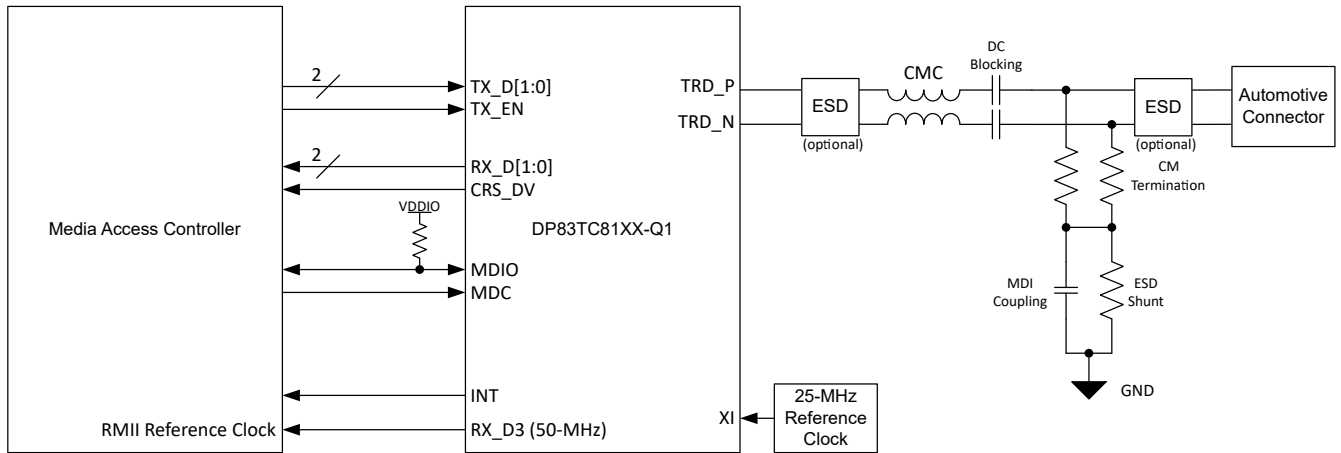 Media Access Controller
RMII Reference Clock
2
2
VDDIO
TX_D[1:0]
TX_EN
RX_D[1:0]
CRS_DV
MDIO
MDC
INT
RX_D3 (50-MHz)
DP83TC81XX-Q1
TRD_P
TRD_N
XI
25-MHz
Reference
Clock
ESD
(optional)
CMC
DC
Blocking
ESD
(optional)
CM
Termination
Automotive
Connector
MDI
Coupling
ESD
Shunt
GND